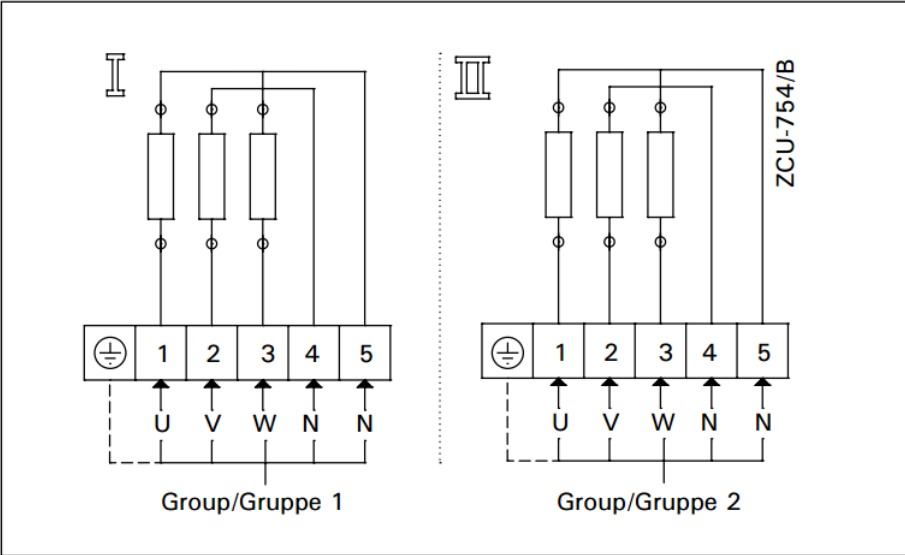 I
II
ZCU-754/B
1 2 3 4 5
1 2 3 4 5
U V W N N
U V W N N
Group/Gruppe 1
Group/Gruppe 2